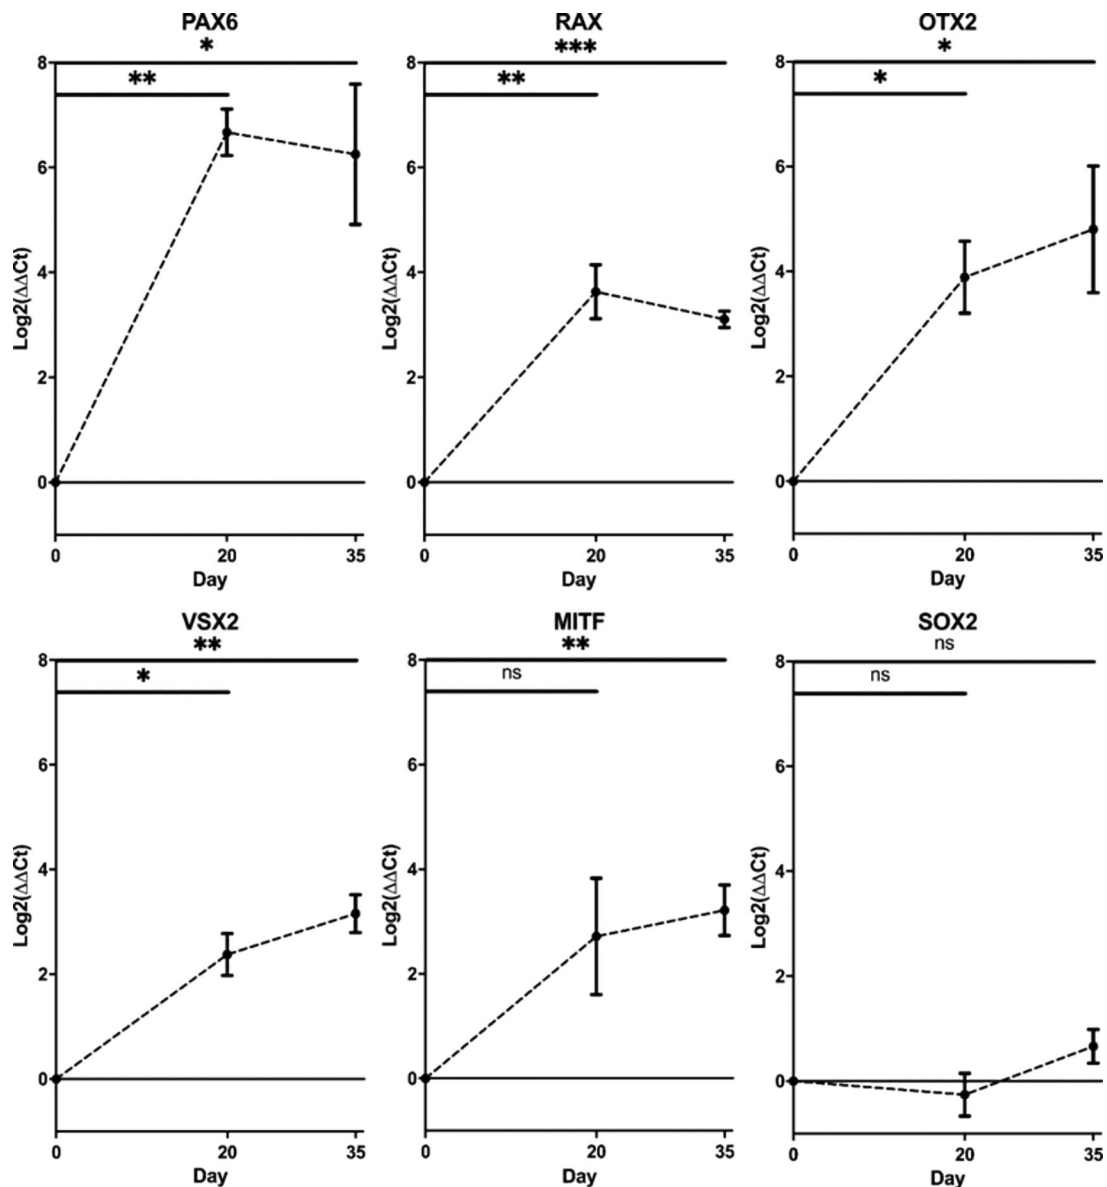 PAX6
*
**
8
6
4
2
0
Log2(ΔΔCt)
0 20 35
Day
RAX
***
**
8
6
4
2
0
Log2(ΔΔCt)
0 20 35
Day
OTX2
*
*
8
6
4
2
0
Log2(ΔΔCt)
0 20 35
Day
VSX2
**
*
8
6
4
2
0
Log2(ΔΔCt)
0 20 35
Day
MITF
**
ns
8
6
4
2
0
Log2(ΔΔCt)
0 20 35
Day
SOX2
ns
ns
8
6
4
2
0
Log2(ΔΔCt)
0 20 35
Day